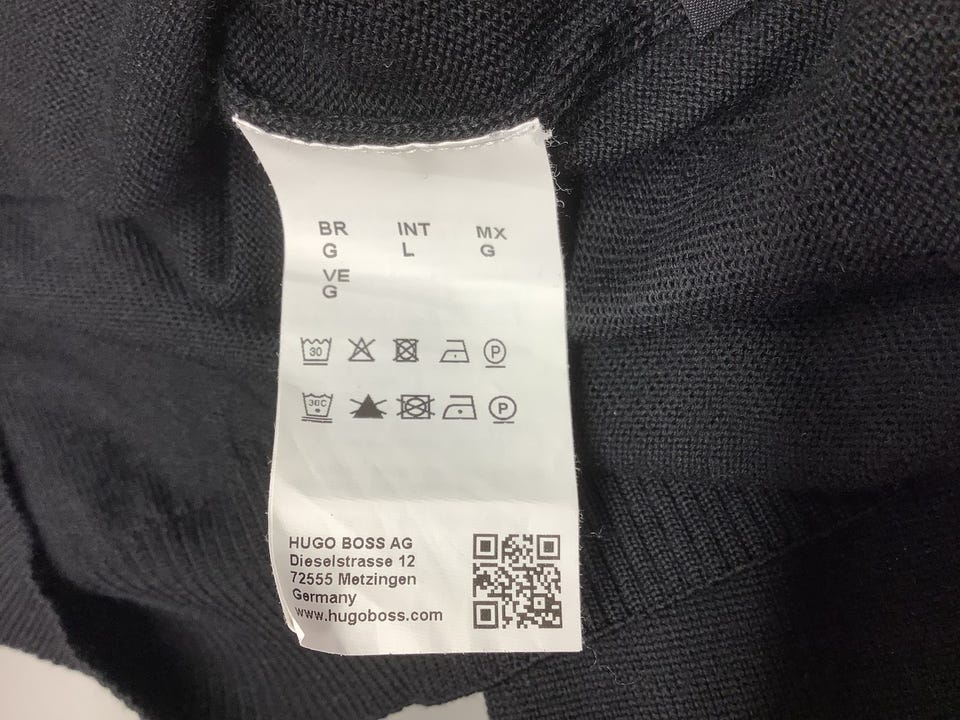 BR INT MX
G L G
VE
G
30 P
30C P
HUGO BOSS AG
Dieselstrasse 12
72555 Metzingen
Germany
www.hugoboss.com